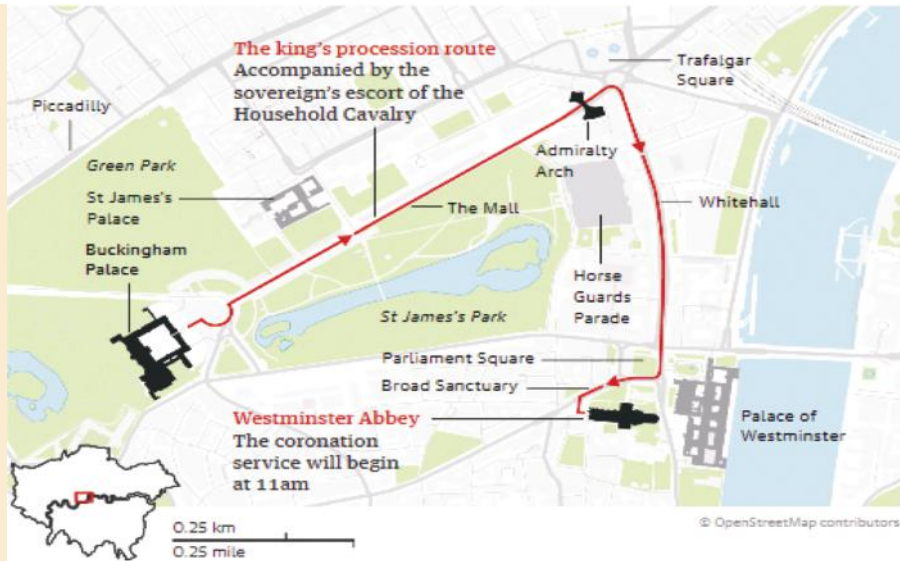 The king's procession route
Accompanied by the
sovereign's escort of the
Household Cavalry
Trafalgar
Square
Piccadilly
Admiralty
Arch
Green Park
St James's
Palace
The Mall
Whitehall
Buckingham
Palace
Horse
Guards
Parade
St James's Park
Parliament Square
Broad Sanctuary
Westminster Abbey
The coronation
service will begin
at 11am
Palace of
Westminster
0.25 km
0.25 mile
© OpenStreetMap contributors